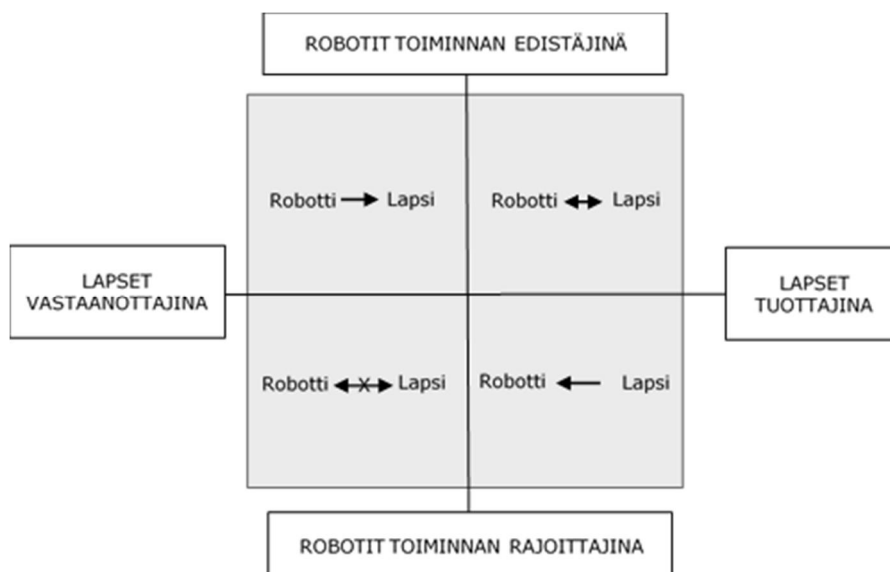 ROBOTIT TOIMINNAN EDISTÄJINÄ
Robotti Lapsi
Robotti Lapsi
LAPSET
VASTAANOTTAJINA
LAPSET
TUOTTAJINA
Robotti X Lapsi
Robotti Lapsi
ROBOTIT TOIMINNAN RAJOITTAJINA